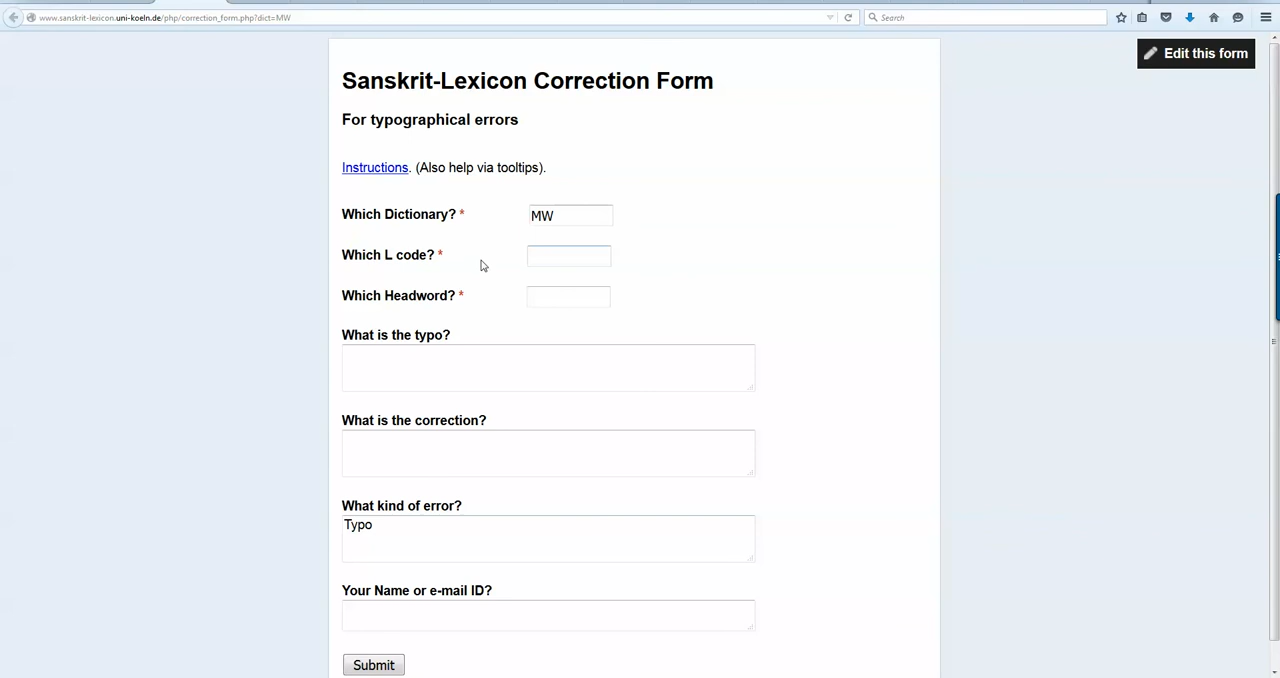 www.sanskrit-lexicon.uni-koeln.de/php/correction_form.php?dict=MW
Search
Edit this form
Sanskrit-Lexicon Correction Form
For typographical errors
Instructions. (Also help via tooltips).
Which Dictionary? *
MW
Which L code? *
Which Headword? *
What is the typo?
What is the correction?
What kind of error?
Typo
Your Name or e-mail ID?
Submit